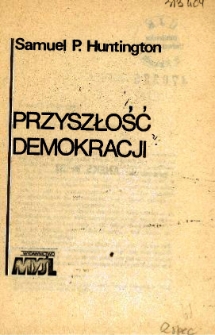 Samuel P. Huntington
PRZYSZŁOŚĆ
DEMOKRACJI
WYDAWNICTWO
MYŚL